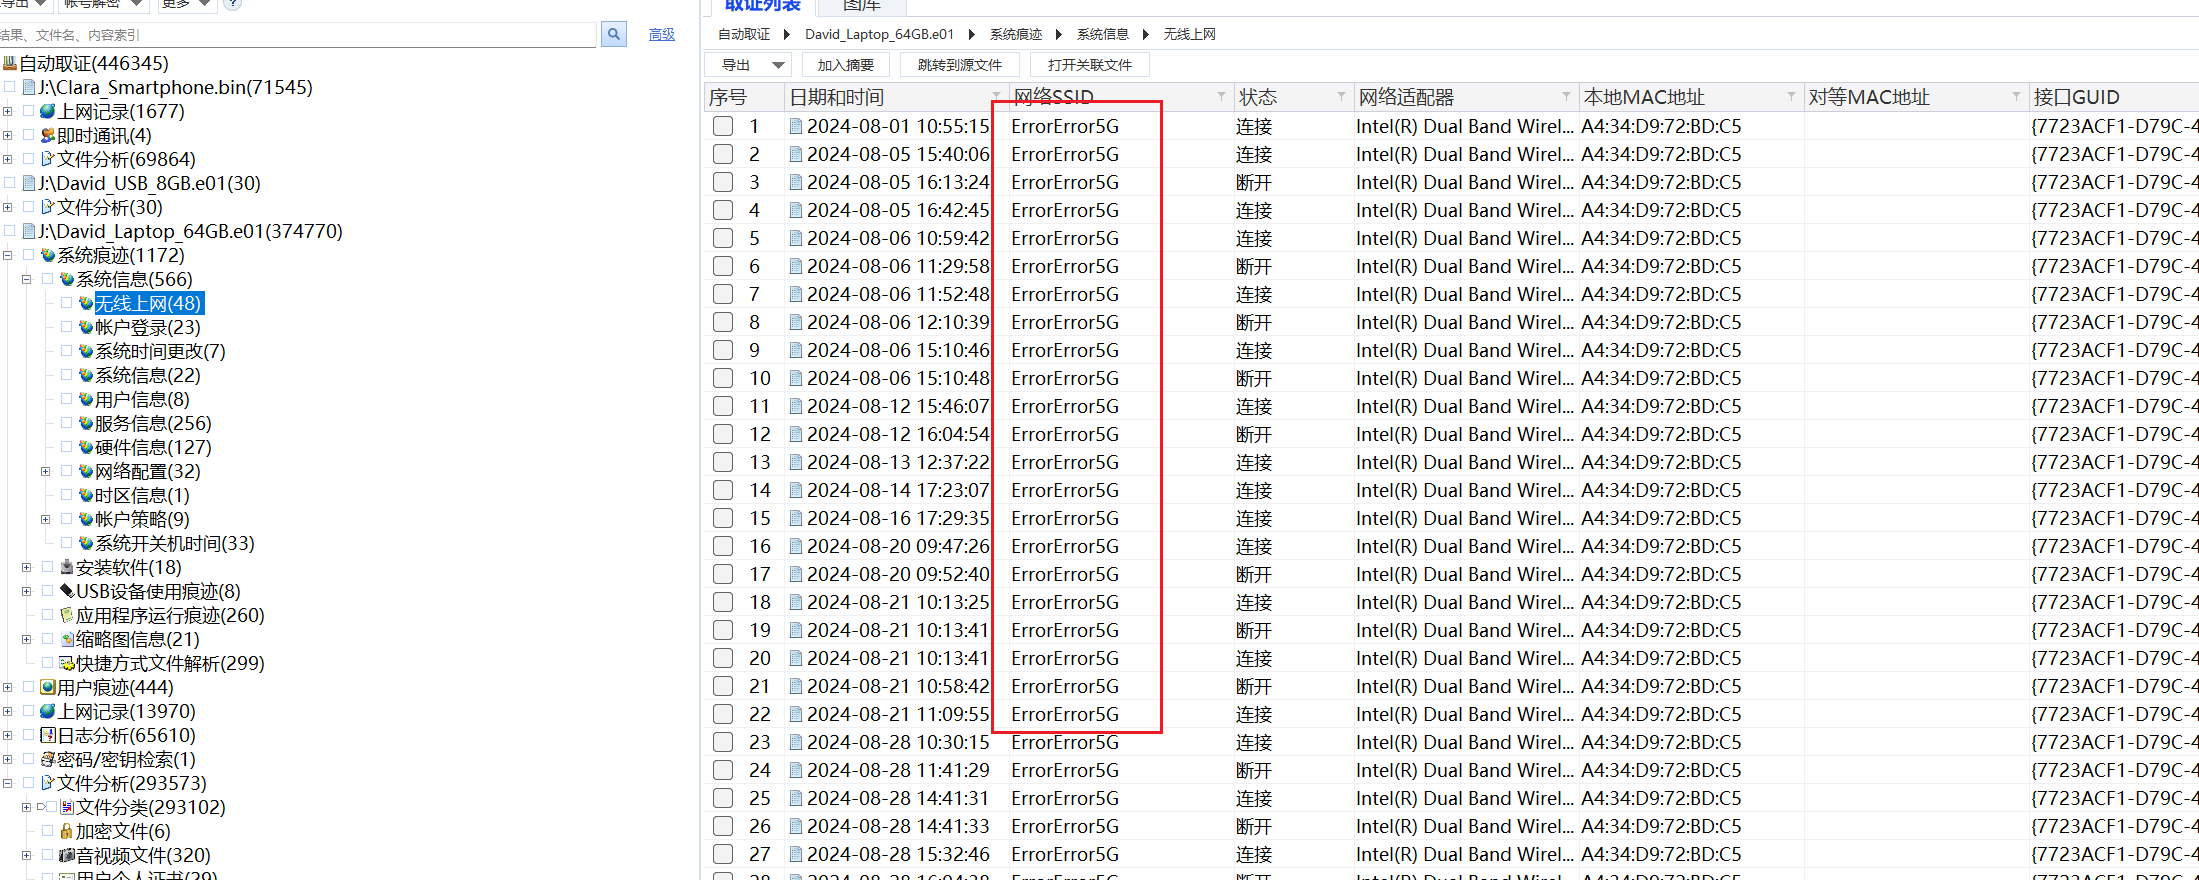 导出 帐号解密 更多 ?
结果、文件名、内容索引 高级
自动取证(446345)
J:\Clara_Smartphone.bin(71545)
上网记录(1677)
即时通讯(4)
文件分析(69864)
J:\David_USB_8GB.e01(30)
文件分析(30)
J:\David_Laptop_64GB.e01(374770)
系统痕迹(1172)
系统信息(566)
无线上网(48)
帐户登录(23)
系统时间更改(7)
系统信息(22)
用户信息(8)
服务信息(256)
硬件信息(127)
网络配置(32)
时区信息(1)
帐户策略(9)
系统开关机时间(33)
安装软件(18)
USB设备使用痕迹(8)
应用程序运行痕迹(260)
缩略图信息(21)
快捷方式文件解析(299)
用户痕迹(444)
上网记录(13970)
日志分析(65610)
密码/密钥检索(1)
文件分析(293573)
文件分类(293102)
加密文件(6)
音视频文件(320)
用户个人证书(29)
取证列表 图库
自动取证 David_Laptop_64GB.e01 系统痕迹 系统信息 无线上网
导出 加入摘要 跳转到源文件 打开关联文件
序号 日期和时间 网络SSID 状态 网络适配器 本地MAC地址 对等MAC地址 接口GUID
1 2024-08-01 10:55:15 ErrorError5G 连接 Intel(R) Dual Band Wirel... A4:34:D9:72:BD:C5 {7723ACF1-D79C-4
2 2024-08-05 15:40:06 ErrorError5G 连接 Intel(R) Dual Band Wirel... A4:34:D9:72:BD:C5 {7723ACF1-D79C-4
3 2024-08-05 16:13:24 ErrorError5G 断开 Intel(R) Dual Band Wirel... A4:34:D9:72:BD:C5 {7723ACF1-D79C-4
4 2024-08-05 16:42:45 ErrorError5G 连接 Intel(R) Dual Band Wirel... A4:34:D9:72:BD:C5 {7723ACF1-D79C-4
5 2024-08-06 10:59:42 ErrorError5G 连接 Intel(R) Dual Band Wirel... A4:34:D9:72:BD:C5 {7723ACF1-D79C-4
6 2024-08-06 11:29:58 ErrorError5G 断开 Intel(R) Dual Band Wirel... A4:34:D9:72:BD:C5 {7723ACF1-D79C-4
7 2024-08-06 11:52:48 ErrorError5G 连接 Intel(R) Dual Band Wirel... A4:34:D9:72:BD:C5 {7723ACF1-D79C-4
8 2024-08-06 12:10:39 ErrorError5G 断开 Intel(R) Dual Band Wirel... A4:34:D9:72:BD:C5 {7723ACF1-D79C-4
9 2024-08-06 15:10:46 ErrorError5G 连接 Intel(R) Dual Band Wirel... A4:34:D9:72:BD:C5 {7723ACF1-D79C-4
10 2024-08-06 15:10:48 ErrorError5G 断开 Intel(R) Dual Band Wirel... A4:34:D9:72:BD:C5 {7723ACF1-D79C-4
11 2024-08-12 15:46:07 ErrorError5G 连接 Intel(R) Dual Band Wirel... A4:34:D9:72:BD:C5 {7723ACF1-D79C-4
12 2024-08-12 16:04:54 ErrorError5G 断开 Intel(R) Dual Band Wirel... A4:34:D9:72:BD:C5 {7723ACF1-D79C-4
13 2024-08-13 12:37:22 ErrorError5G 连接 Intel(R) Dual Band Wirel... A4:34:D9:72:BD:C5 {7723ACF1-D79C-4
14 2024-08-14 17:23:07 ErrorError5G 连接 Intel(R) Dual Band Wirel... A4:34:D9:72:BD:C5 {7723ACF1-D79C-4
15 2024-08-16 17:29:35 ErrorError5G 连接 Intel(R) Dual Band Wirel... A4:34:D9:72:BD:C5 {7723ACF1-D79C-4
16 2024-08-20 09:47:26 ErrorError5G 连接 Intel(R) Dual Band Wirel... A4:34:D9:72:BD:C5 {7723ACF1-D79C-4
17 2024-08-20 09:52:40 ErrorError5G 断开 Intel(R) Dual Band Wirel... A4:34:D9:72:BD:C5 {7723ACF1-D79C-4
18 2024-08-21 10:13:25 ErrorError5G 连接 Intel(R) Dual Band Wirel... A4:34:D9:72:BD:C5 {7723ACF1-D79C-4
19 2024-08-21 10:13:41 ErrorError5G 断开 Intel(R) Dual Band Wirel... A4:34:D9:72:BD:C5 {7723ACF1-D79C-4
20 2024-08-21 10:13:41 ErrorError5G 连接 Intel(R) Dual Band Wirel... A4:34:D9:72:BD:C5 {7723ACF1-D79C-4
21 2024-08-21 10:58:42 ErrorError5G 断开 Intel(R) Dual Band Wirel... A4:34:D9:72:BD:C5 {7723ACF1-D79C-4
22 2024-08-21 11:09:55 ErrorError5G 连接 Intel(R) Dual Band Wirel... A4:34:D9:72:BD:C5 {7723ACF1-D79C-4
23 2024-08-28 10:30:15 ErrorError5G 连接 Intel(R) Dual Band Wirel... A4:34:D9:72:BD:C5 {7723ACF1-D79C-4
24 2024-08-28 11:41:29 ErrorError5G 断开 Intel(R) Dual Band Wirel... A4:34:D9:72:BD:C5 {7723ACF1-D79C-4
25 2024-08-28 14:41:31 ErrorError5G 连接 Intel(R) Dual Band Wirel... A4:34:D9:72:BD:C5 {7723ACF1-D79C-4
26 2024-08-28 14:41:33 ErrorError5G 断开 Intel(R) Dual Band Wirel... A4:34:D9:72:BD:C5 {7723ACF1-D79C-4
27 2024-08-28 15:32:46 ErrorError5G 连接 Intel(R) Dual Band Wirel... A4:34:D9:72:BD:C5 {7723ACF1-D79C-4